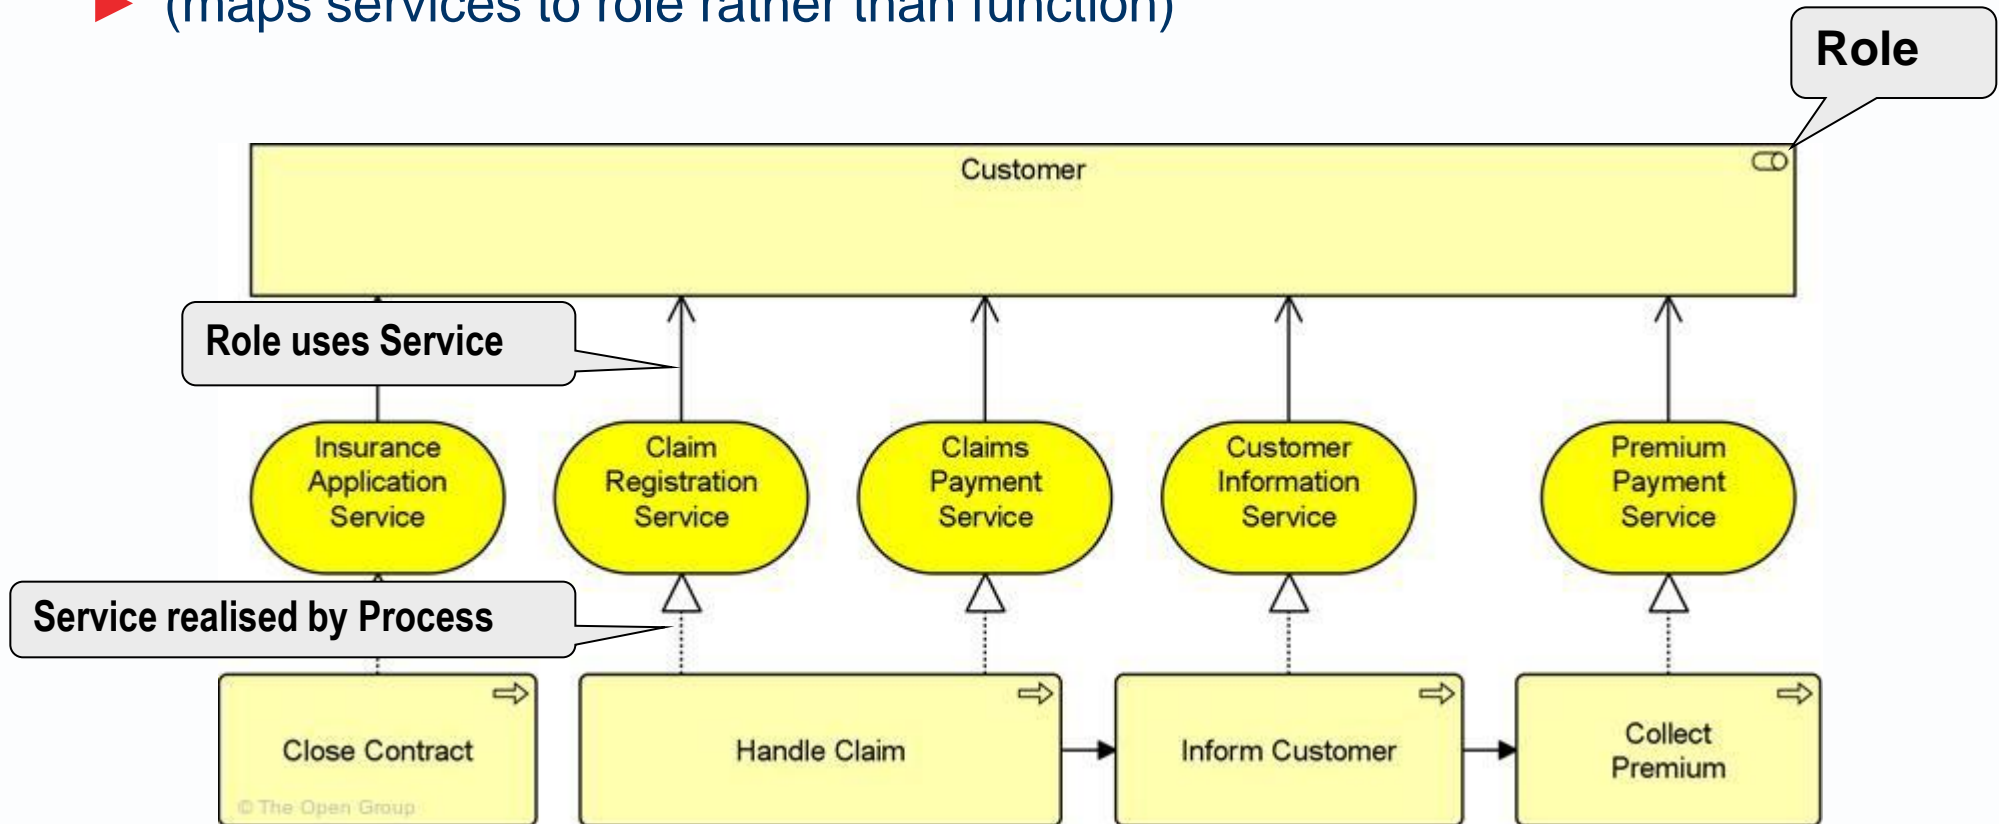 (maps services to role rather than function)
Role
Customer
Role uses Service
Insurance
Application
Service
Claim
Registration
Service
Claims
Payment
Service
Customer
Information
Service
Premium
Payment
Service
Service realised by Process
Close Contract
Handle Claim
Inform Customer
Collect
Premium
© The Open Group